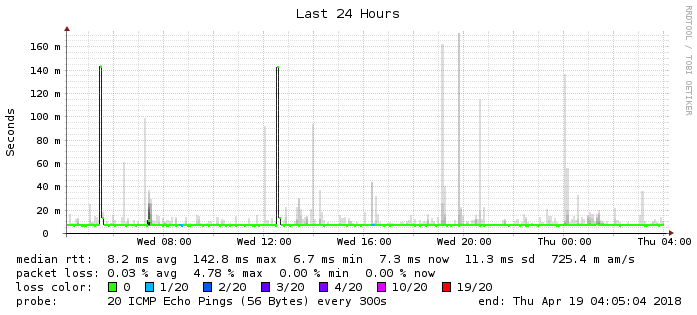 Last 24 Hours
RRDTOOL / TOBI OETIKER
Seconds
160 m
140 m
120 m
100 m
80 m
60 m
40 m
20 m
0
Wed 08:00 Wed 12:00 Wed 16:00 Wed 20:00 Thu 00:00 Thu 04:00
median rtt: 8.2 ms avg 142.8 ms max 6.7 ms min 7.3 ms now 11.3 ms sd 725.4 m am/s
packet loss: 0.03 % avg 4.78 % max 0.00 % min 0.00 % now
loss color: 0 1/20 2/20 3/20 4/20 10/20 19/20
probe: 20 ICMP Echo Pings (56 Bytes) every 300s end: Thu Apr 19 04:05:04 2018